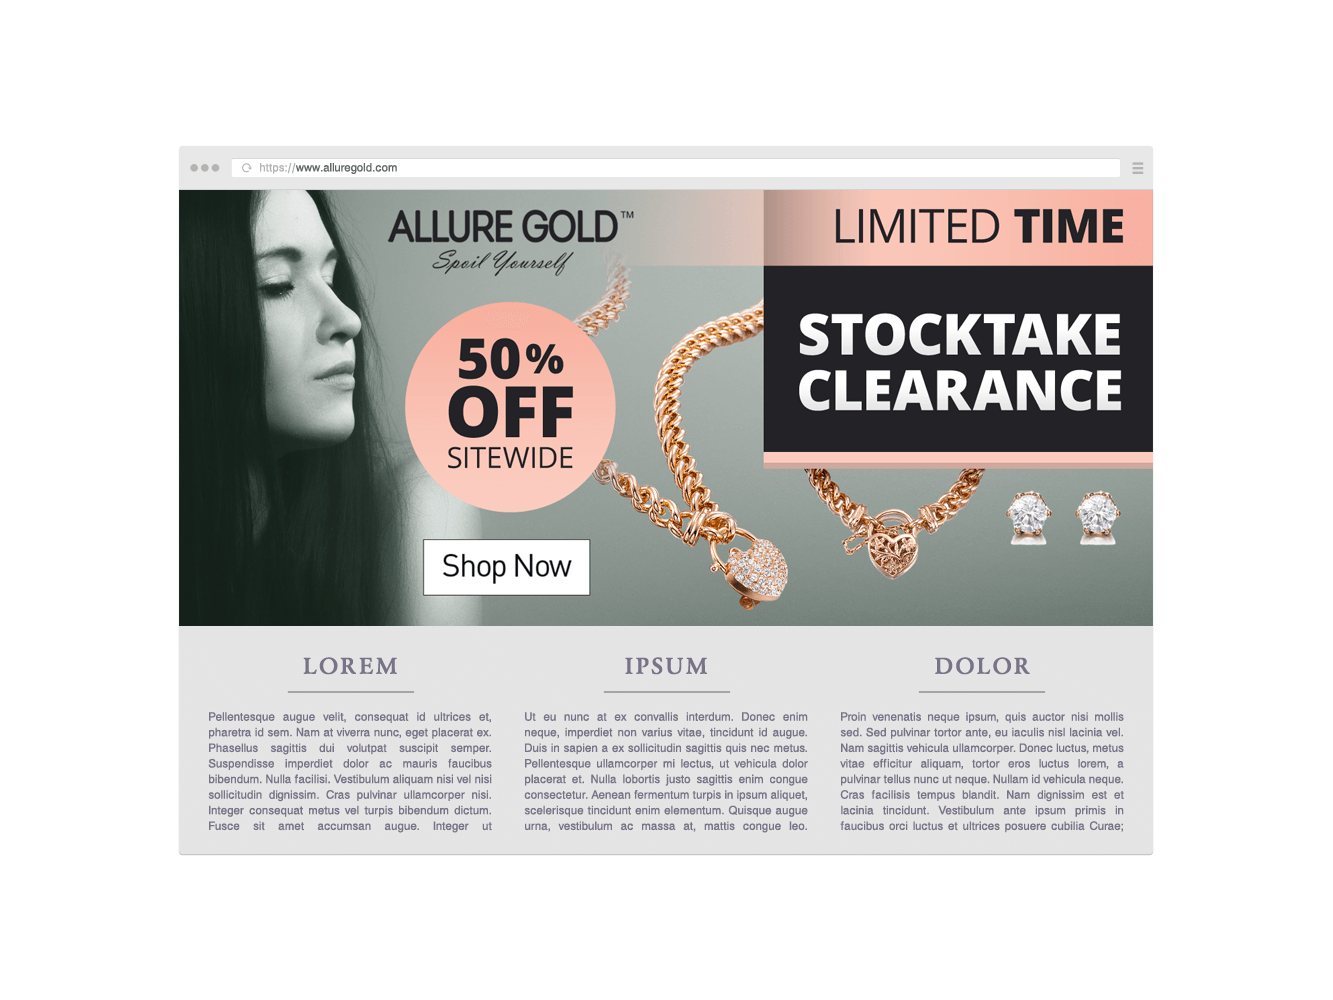 https://www.alluregold.com
ALLURE GOLD™
Spoil Yourself
LIMITED TIME
STOCKTAKE
CLEARANCE
50%
OFF
SITEWIDE
Shop Now
LOREM
Pellentesque augue velit, consequat id ultrices et,
pharetra id sem. Nam at viverra nunc, eget placerat ex.
Phasellus sagittis dui volutpat suscipit semper.
Suspendisse imperdiet dolor ac mauris faucibus
bibendum. Nulla facilisi. Vestibulum aliquam nisi vel nisi
sollicitudin dignissim. Cras pulvinar ullamcorper nisi.
Integer consequat metus vel turpis bibendum dictum.
Fusce sit amet accumsan augue. Integer ut
IPSUM
Ut eu nunc at ex convallis interdum. Donec enim
neque, imperdiet non varius vitae, tincidunt id augue.
Duis in sapien a ex sollicitudin sagittis quis nec metus.
Pellentesque ullamcorper mi lectus, ut vehicula dolor
placerat et. Nulla lobortis justo sagittis enim congue
consectetur. Aenean fermentum turpis in ipsum aliquet,
scelerisque tincidunt enim elementum. Quisque augue
urna, vestibulum ac massa at, mattis congue leo.
DOLOR
Proin venenatis neque ipsum, quis auctor nisi mollis
sed. Sed pulvinar tortor ante, eu iaculis nisl lacinia vel.
Nam sagittis vehicula ullamcorper. Donec luctus, metus
vitae efficitur aliquam, tortor eros luctus lorem, a
pulvinar tellus nunc ut neque. Nullam id vehicula neque.
Cras facilisis tempus blandit. Nam dignissim est et
lacinia tincidunt. Vestibulum ante ipsum primis in
faucibus orci luctus et ultrices posuere cubilia Curae;